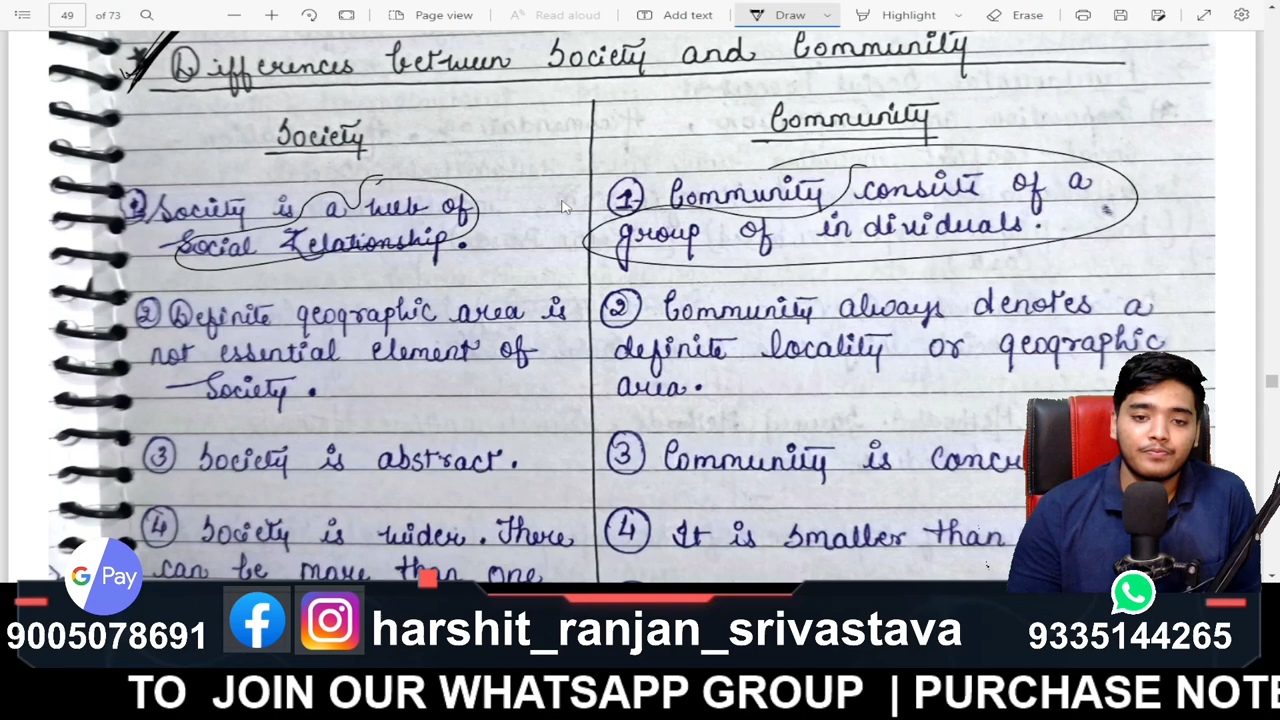 49 of 73
Page view
Read aloud
Add text
Draw
Highlight
Erase
Differences between Society and Community
Society
Community
① Society is a web of
Social Relationship.
① Community consists of a
group of individuals.
② Definite geographic area is
not essential element of
Society.
② Community always denotes a
definite locality or geographic
area.
③ Society is abstract.
③ Community is concr
④ Society is wider. There
can be more than one
④ It is smaller than
G Pay
9005078691
harshit_ranjan_srivastava
9335144265
TO JOIN OUR WHATSAPP GROUP | PURCHASE NOTE